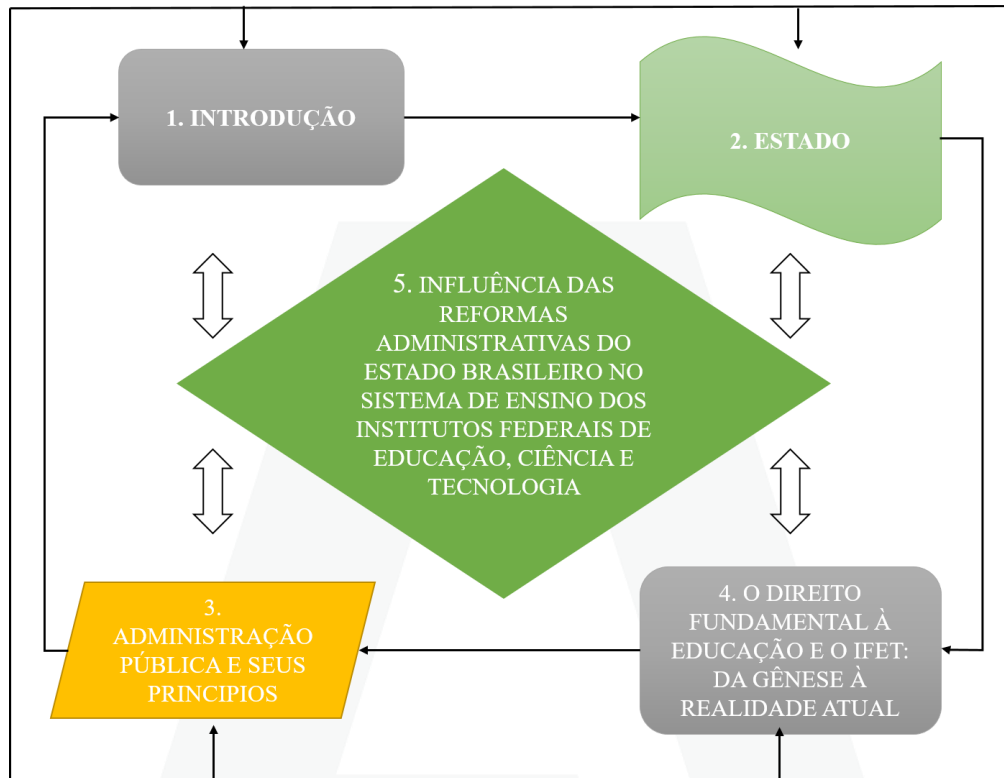 1. INTRODUÇÃO
2. ESTADO
5. INFLUÊNCIA DAS
REFORMAS
ADMINISTRATIVAS DO
ESTADO BRASILEIRO NO
SISTEMA DE ENSINO DOS
INSTITUTOS FEDERAIS DE
EDUCAÇÃO, CIÊNCIA E
TECNOLOGIA
3.
ADMINISTRAÇÃO
PÚBLICA E SEUS
PRINCIPIOS
4. O DIREITO
FUNDAMENTAL À
EDUCAÇÃO E O IFET:
DA GÊNESE À
REALIDADE ATUAL